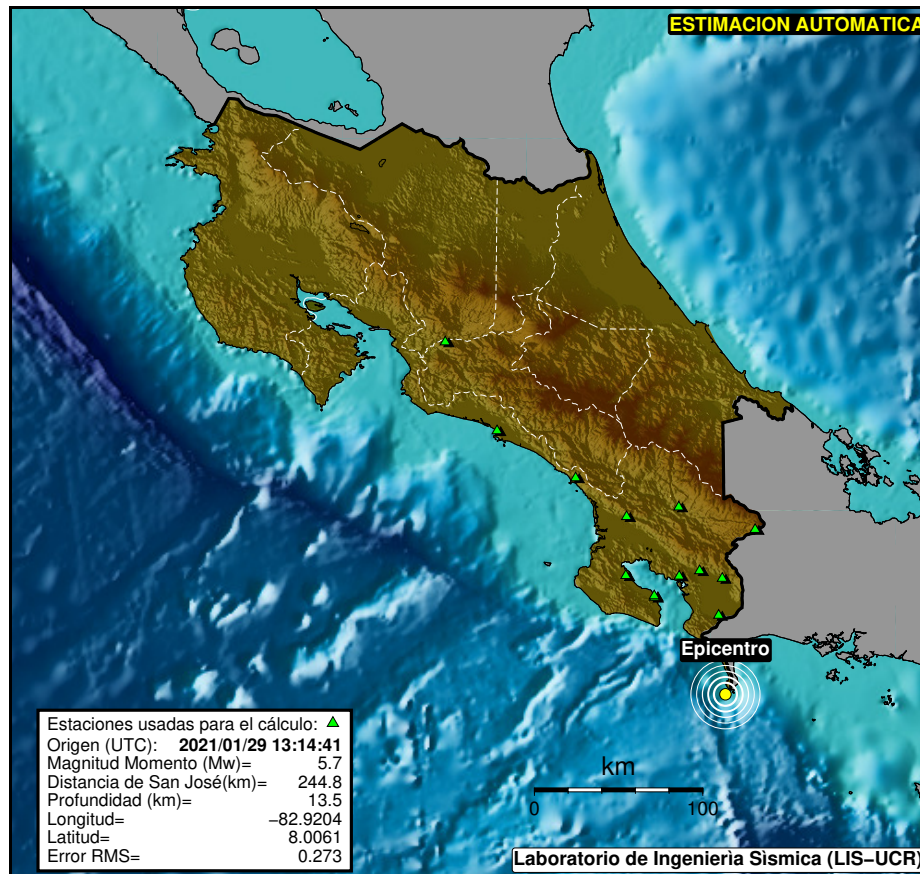 ESTIMACION AUTOMATICA
Epicentro
Estaciones usadas para el cálculo:
Origen (UTC): 2021/01/29 13:14:41
Magnitud Momento (Mw)= 5.7
Distancia de San José(km)= 244.8
Profundidad (km)= 13.5
Longitud= −82.9204
Latitud= 8.0061
Error RMS= 0.273
km
0 100
Laboratorio de Ingenierìa Sìsmica (LIS−UCR)